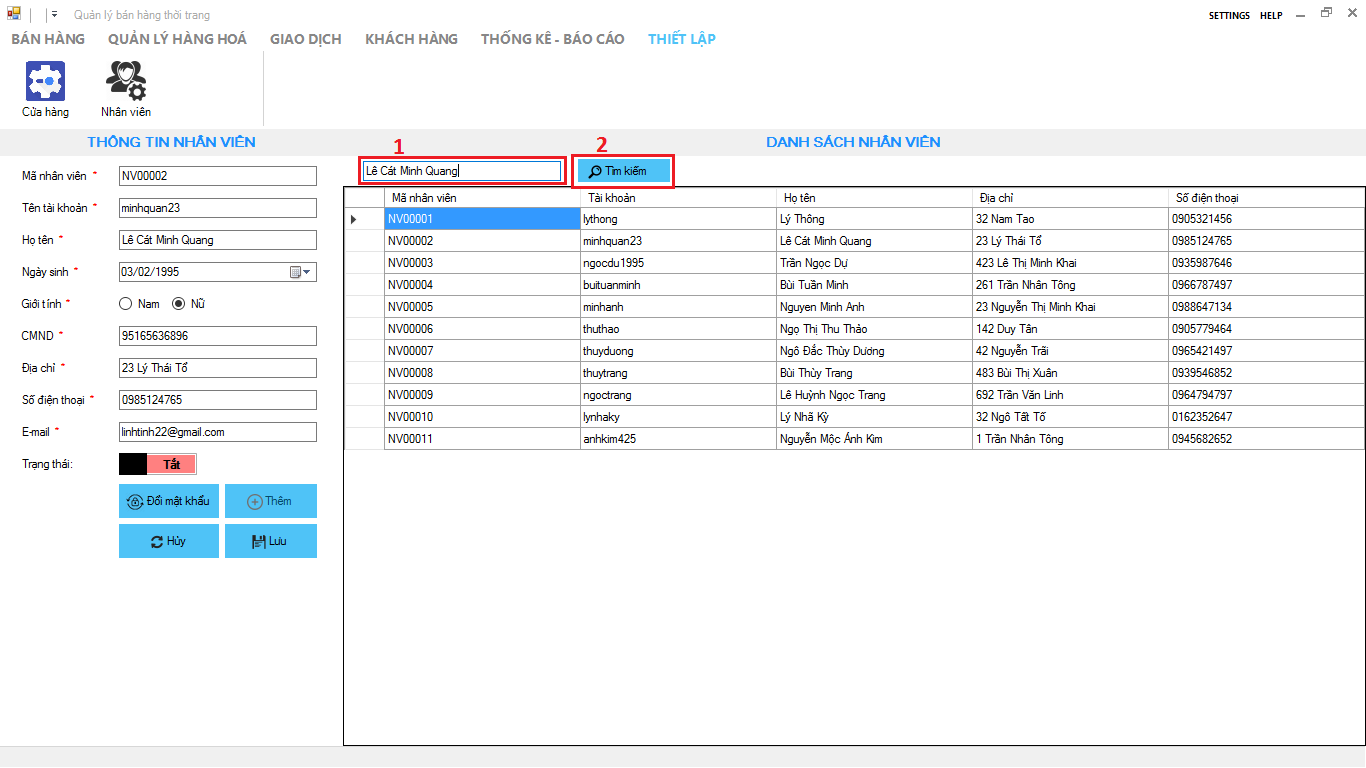 Quản lý bán hàng thời trang
SETTINGS HELP
BÁN HÀNG QUẢN LÝ HÀNG HOÁ GIAO DỊCH KHÁCH HÀNG THỐNG KÊ - BÁO CÁO THIẾT LẬP
Cửa hàng Nhân viên
THÔNG TIN NHÂN VIÊN
Mã nhân viên * NV00002
Tên tài khoản * minhquan23
Họ tên * Lê Cát Minh Quang
Ngày sinh * 03/02/1995
Giới tính * Nam Nữ
CMND * 95165636896
Địa chỉ * 23 Lý Thái Tổ
Số điện thoại * 0985124765
E-mail * linhtinh22@gmail.com
Trạng thái: Tắt
Đổi mật khẩu Thêm
Hủy Lưu
DANH SÁCH NHÂN VIÊN
1 2
Lê Cát Minh Quang Tìm kiếm
Mã nhân viên Tài khoản Họ tên Địa chỉ Số điện thoại
NV00001 lythong Lý Thông 32 Nam Tao 0905321456
NV00002 minhquan23 Lê Cát Minh Quang 23 Lý Thái Tổ 0985124765
NV00003 ngocdu1995 Trần Ngọc Dự 423 Lê Thị Minh Khai 0935987646
NV00004 buituanminh Bùi Tuần Minh 261 Trần Nhân Tông 0966787497
NV00005 minhanh Nguyen Minh Anh 23 Nguyễn Thị Minh Khai 0988647134
NV00006 thuthao Ngọ Thị Thu Thảo 142 Duy Tân 0905779464
NV00007 thuyduong Ngô Đắc Thùy Dương 42 Nguyễn Trãi 0965421497
NV00008 thuytrang Bùi Thùy Trang 483 Bùi Thị Xuân 0939546852
NV00009 ngoctrang Lê Huỳnh Ngọc Trang 692 Trần Văn Linh 0964794797
NV00010 lynhaky Lý Nhã Kỳ 32 Ngô Tất Tố 0162352647
NV00011 anhkim425 Nguyễn Mộc Ánh Kim 1 Trần Nhân Tông 0945682652